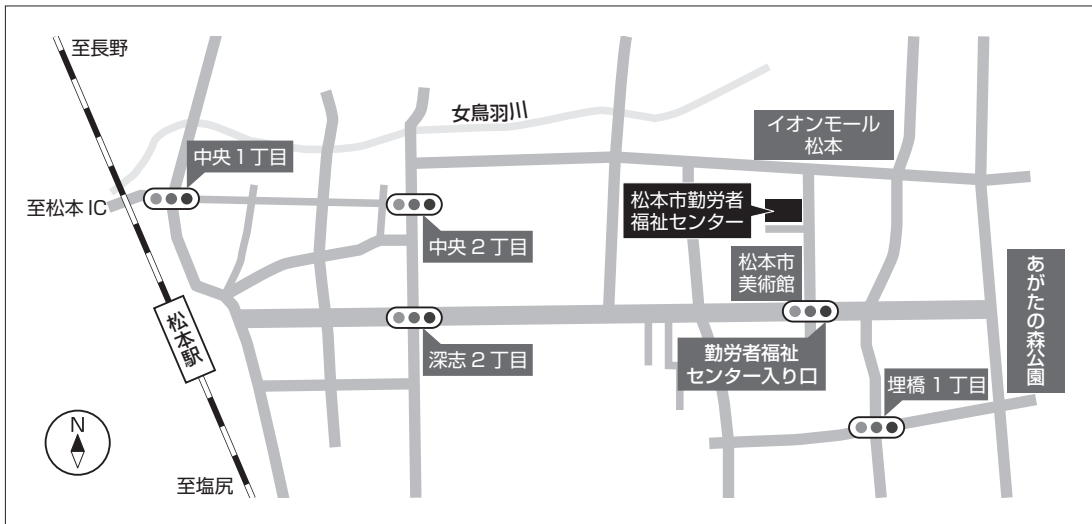 至長野
女鳥羽川
イオンモール
松本
中央1丁目
至松本IC
松本市勤労者
福祉センター
中央2丁目
松本市
美術館
あがたの森公園
松本駅
深志2丁目
勤労者福祉
センター入り口
埋橋1丁目
N
至塩尻